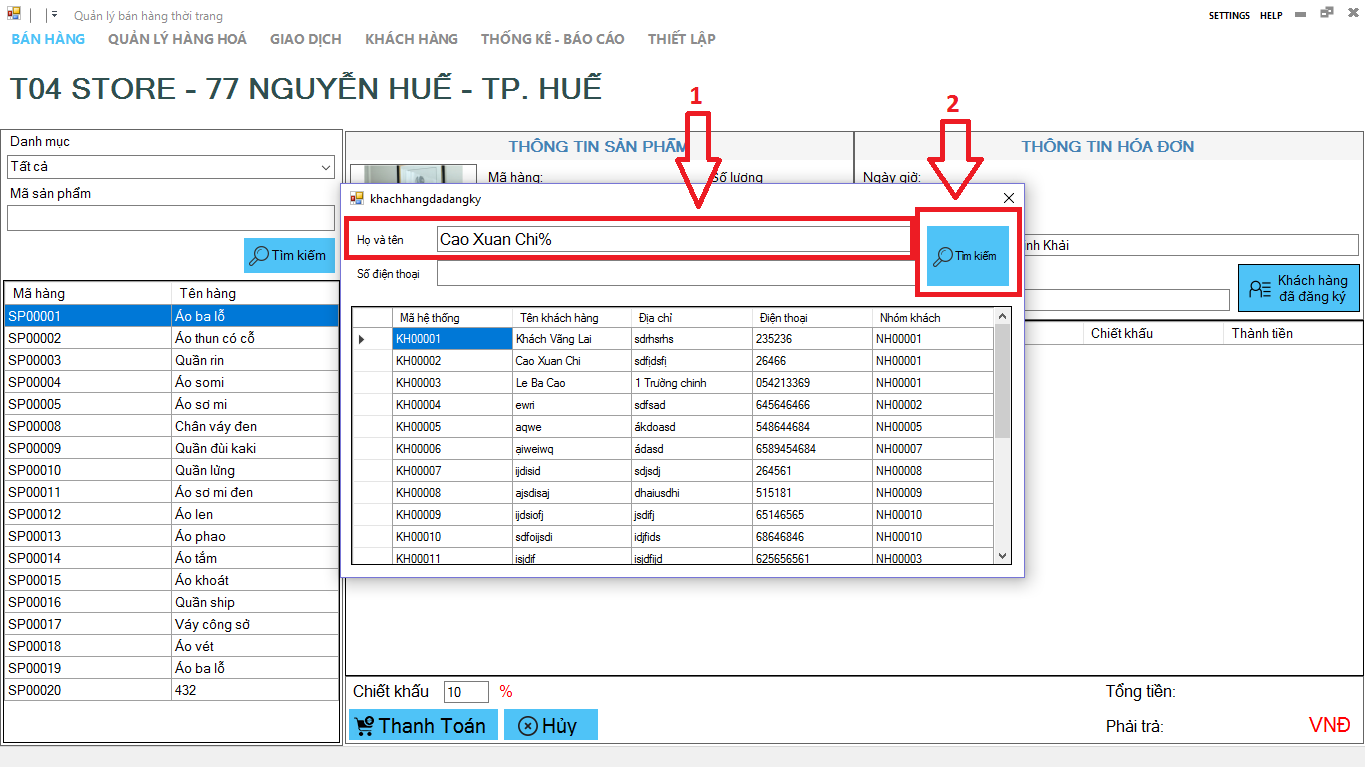 Quản lý bán hàng thời trang
SETTINGS HELP
BÁN HÀNG QUẢN LÝ HÀNG HOÁ GIAO DỊCH KHÁCH HÀNG THỐNG KÊ - BÁO CÁO THIẾT LẬP
T04 STORE - 77 NGUYỄN HUẾ - TP. HUẾ
1
2
Danh mục
Tất cả
Mã sản phẩm
Tìm kiếm
Mã hàng Tên hàng
SP00001 Áo ba lỗ
SP00002 Áo thun có cổ
SP00003 Quần rin
SP00004 Áo somi
SP00005 Áo sơ mi
SP00008 Chân váy đen
SP00009 Quần đùi kaki
SP00010 Quần lửng
SP00011 Áo sơ mi đen
SP00012 Áo len
SP00013 Áo phao
SP00014 Áo tắm
SP00015 Áo khoát
SP00016 Quần ship
SP00017 Váy công sở
SP00018 Áo vét
SP00019 Áo ba lỗ
SP00020 432
THÔNG TIN SẢN PHẨM
THÔNG TIN HÓA ĐƠN
Mã hàng: Số lượng
Ngày giờ:
khachhangdadangky
Họ và tên Cao Xuan Chi%
Số điện thoại
Tìm kiếm
Mã hệ thống Tên khách hàng Địa chỉ Điện thoại Nhóm khách
KH00001 Khách Vãng Lai sdrhsrhs 235236 NH00001
KH00002 Cao Xuan Chi sdfịdsfị 26466 NH00001
KH00003 Le Ba Cao 1 Trường chinh 054213369 NH00001
KH00004 ewri sdfsad 645646466 NH00002
KH00005 aqwe ákdoasd 548644684 NH00005
KH00006 aiweiwq ádasd 6589454684 NH00007
KH00007 ijdisid sdjsdj 264561 NH00008
KH00008 ajsdisaj dhaiusdhi 515181 NH00009
KH00009 ijdsiofj jsdifj 65146565 NH00010
KH00010 sdfoijsdi idjfids 68646846 NH00010
KH00011 isjdif isjdfijd 625656561 NH00003
nh Khải
Khách hàng
đã đăng ký
Chiết khấu Thành tiền
Chiết khấu 10 %
Thanh Toán Hủy
Tổng tiền:
Phải trả: VNĐ